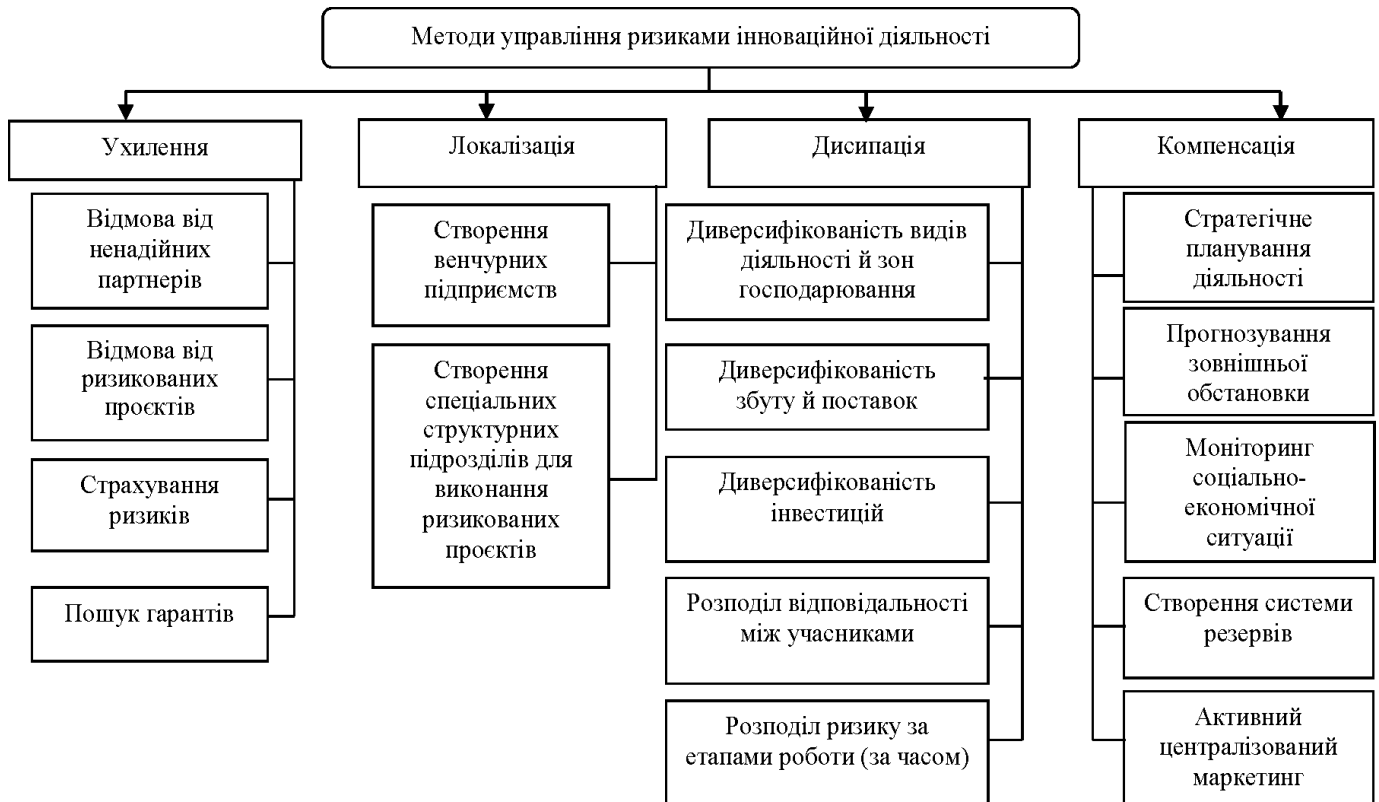 Методи управління ризиками інноваційної діяльності
Ухилення
Відмова від
ненадійних
партнерів
Відмова від
ризикованих
проєктів
Страхування
ризиків
Пошук гарантів
Локалізація
Створення
венчурних
підприємств
Створення
спеціальних
структурних
підрозділів для
виконання
ризикованих
проєктів
Дисипація
Диверсифікованість видів
діяльності й зон
господарювання
Диверсифікованість
збуту й поставок
Диверсифікованість
інвестицій
Розподіл відповідальності
між учасниками
Розподіл ризику за
етапами роботи (за часом)
Компенсація
Стратегічне
планування
діяльності
Прогнозування
зовнішньої
обстановки
Моніторинг
соціально-
економічної
ситуації
Створення системи
резервів
Активний
централізований
маркетинг